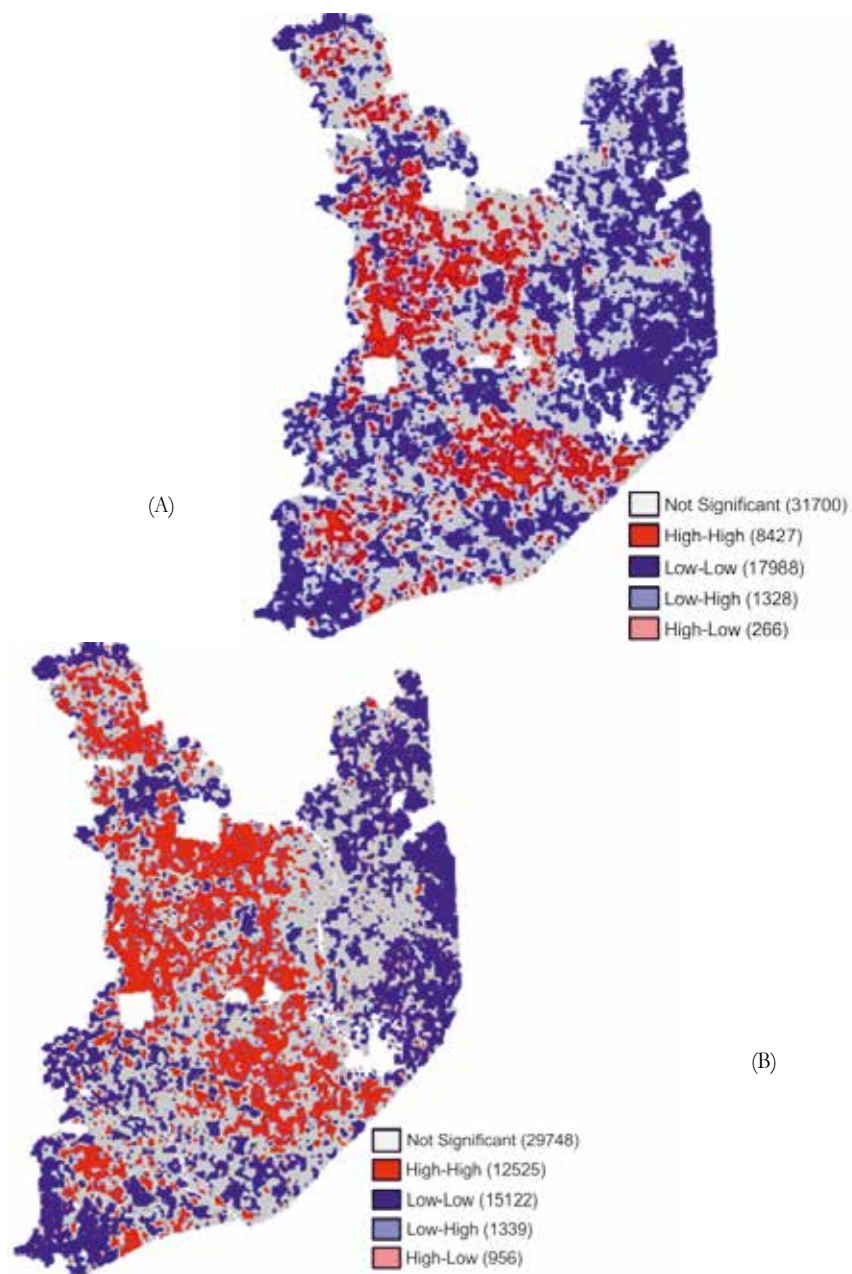 (A)
Not Significant (31700)
High-High (8427)
Low-Low (17988)
Low-High (1328)
High-Low (266)
(B)
Not Significant (29748)
High-High (12525)
Low-Low (15122)
Low-High (1339)
High-Low (956)